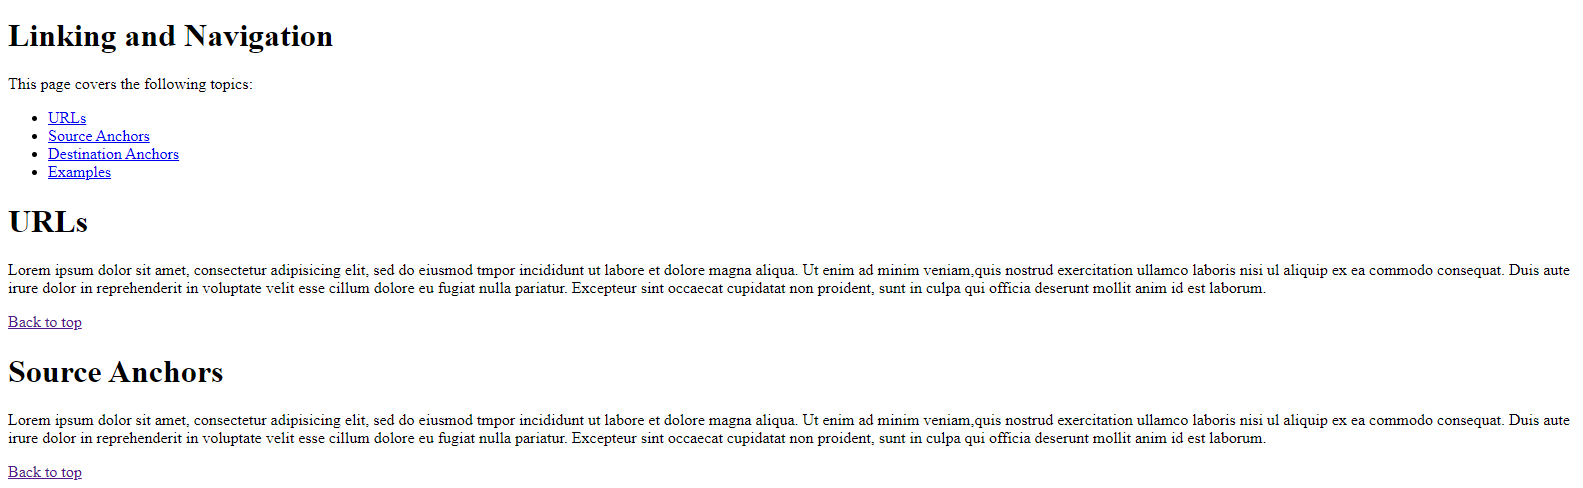 Linking and Navigation
This page covers the following topics:
URLs
Source Anchors
Destination Anchors
Examples
URLs
Lorem ipsum dolor sit amet, consectetur adipisicing elit, sed do eiusmod tmpor incididunt ut labore et dolore magna aliqua. Ut enim ad minim veniam,quis nostrud exercitation ullamco laboris nisi ul aliquip ex ea commodo consequat. Duis aute
irure dolor in reprehenderit in voluptate velit esse cillum dolore eu fugiat nulla pariatur. Excepteur sint occaecat cupidatat non proident, sunt in culpa qui officia deserunt mollit anim id est laborum.
Back to top
Source Anchors
Lorem ipsum dolor sit amet, consectetur adipisicing elit, sed do eiusmod tmpor incididunt ut labore et dolore magna aliqua. Ut enim ad minim veniam,quis nostrud exercitation ullamco laboris nisi ul aliquip ex ea commodo consequat. Duis aute
irure dolor in reprehenderit in voluptate velit esse cillum dolore eu fugiat nulla pariatur. Excepteur sint occaecat cupidatat non proident, sunt in culpa qui officia deserunt mollit anim id est laborum.
Back to top